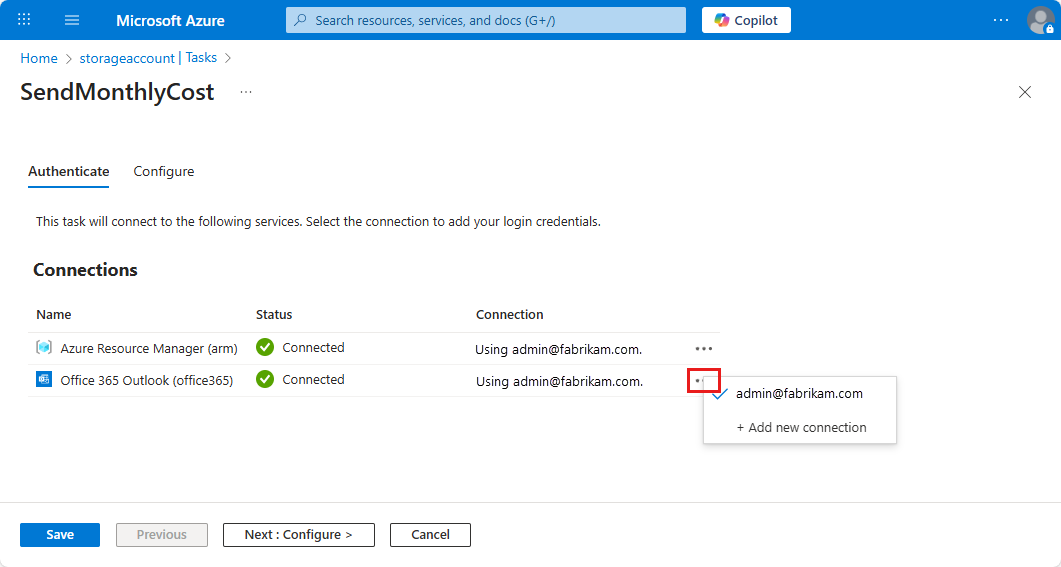 Microsoft Azure Search resources, services, and docs (G+/) Copilot
Home > storageaccount | Tasks >
SendMonthlyCost
Authenticate Configure
This task will connect to the following services. Select the connection to add your login credentials.
Connections
Name Status Connection
Azure Resource Manager (arm) Connected Using admin@fabrikam.com.
Office 365 Outlook (office365) Connected Using admin@fabrikam.com.
admin@fabrikam.com
+ Add new connection
Save Previous Next : Configure > Cancel